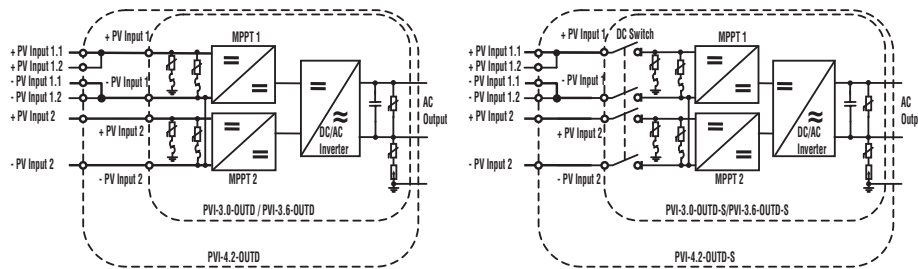 + PV Input 1
MPPT 1
+ PV Input 1.1
+ PV Input 1.2
- PV Input 1.1
- PV Input 1
- PV Input 1.2
AC
Output
+ PV Input 2
+ PV Input 2
DC/AC
Inverter
- PV Input 2
- PV Input 2
MPPT 2
PVI-3.0-OUTD / PVI-3.6-OUTD
PVI-4.2-OUTD
+ PV Input 1
DC Switch
MPPT 1
+ PV Input 1.1
+ PV Input 1.2
- PV Input 1.1
- PV Input 1
- PV Input 1.2
AC
Outp
+ PV Input 2
+ PV Input 2
DC/AC
Inverter
- PV Input 2
- PV Input 2
MPPT 2
PVI-3.0-OUTD-S/PVI-3.6-OUTD-S
PVI-4.2-OUTD-S